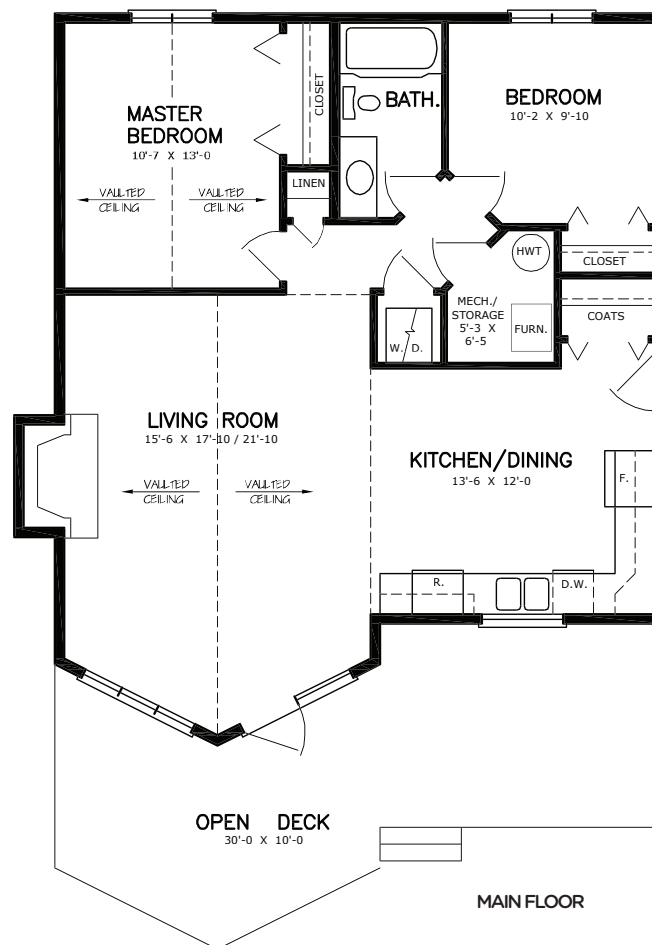 MASTER
BEDROOM
10'-7 X 13'-0
VAULTED
CEILING
VAULTED
CEILING
CLOSET
LINEN
BATH.
BEDROOM
10'-2 X 9'-10
CLOSET
HWT
MECH./
STORAGE
5'-3 X
6'-5
FURN.
COATS
W. D.
LIVING ROOM
15'-6 X 17'-10 / 21'-10
VAULTED
CEILING
VAULTED
CEILING
KITCHEN/DINING
13'-6 X 12'-0
F.
R.
D.W.
OPEN DECK
30'-0 X 10'-0
MAIN FLOOR